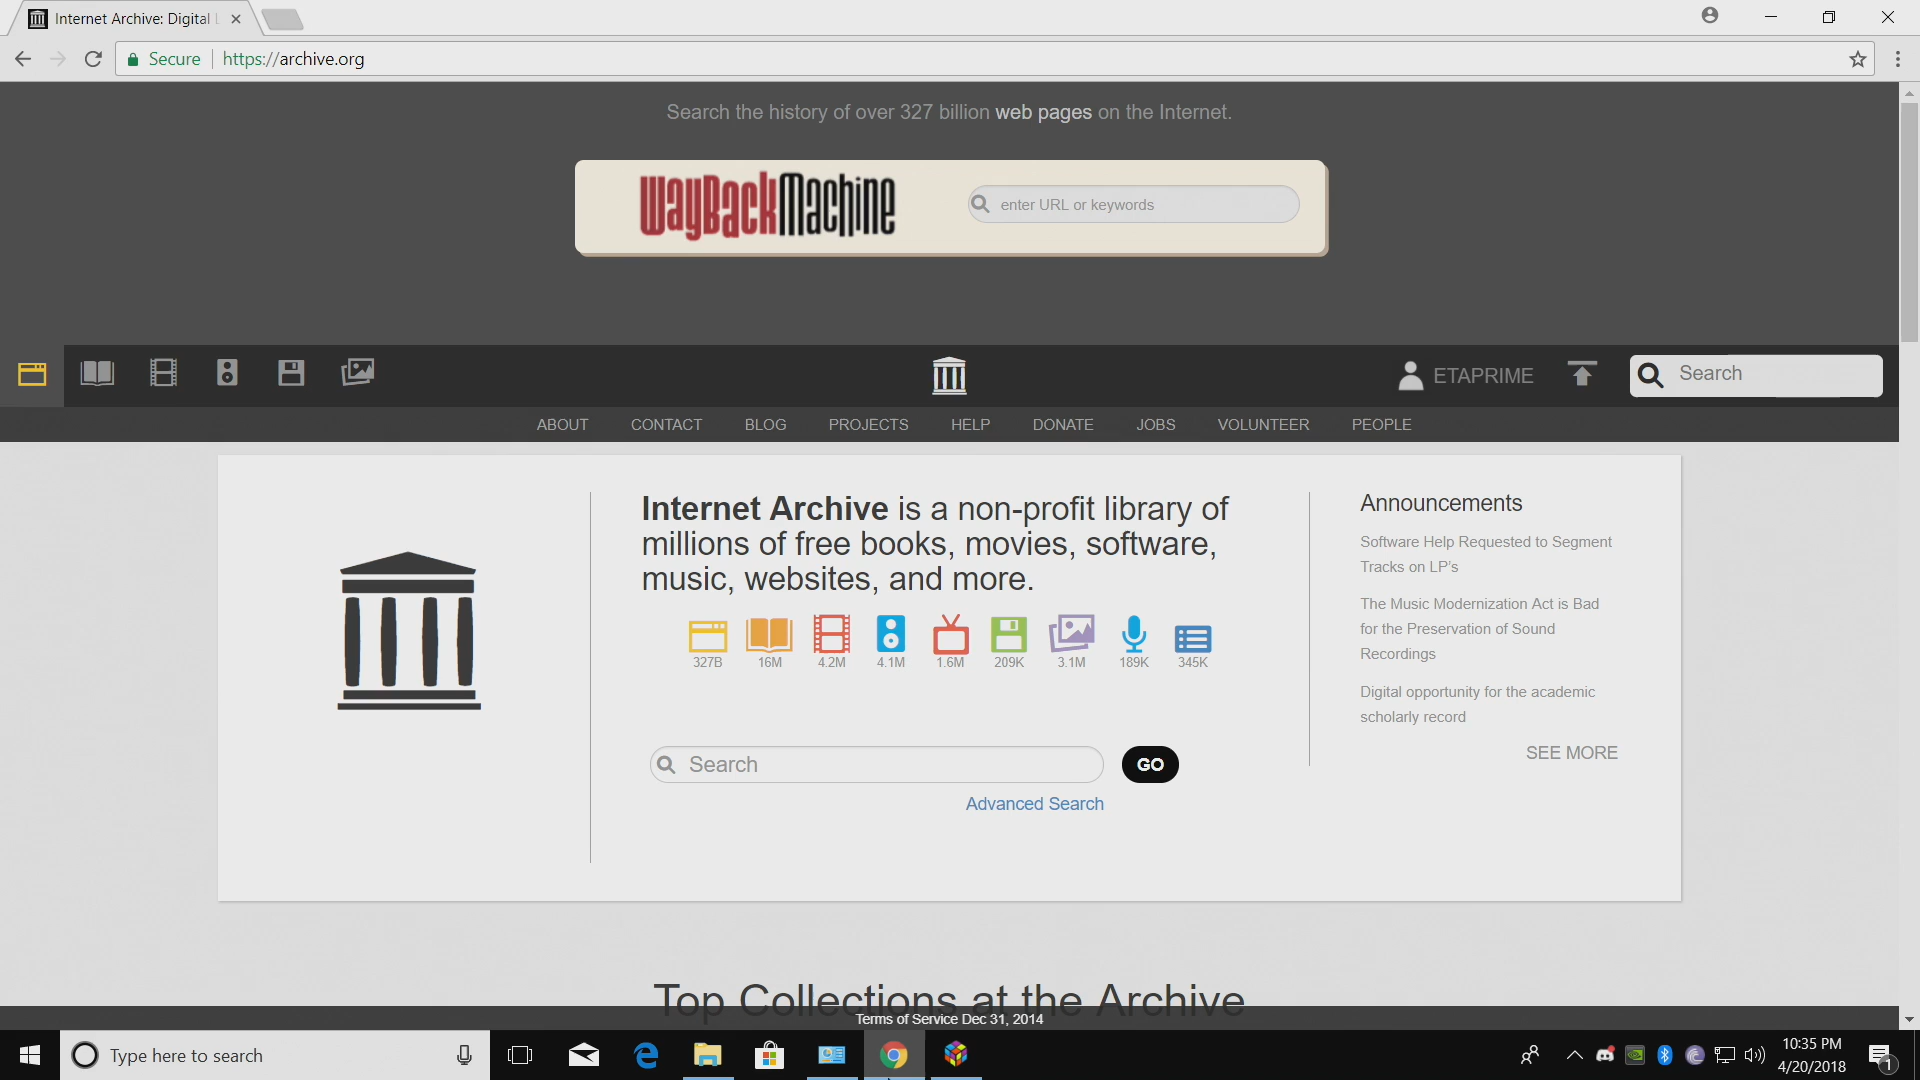 Internet Archive: Digital L
Secure
https://archive.org
Search the history of over 327 billion web pages on the Internet.
WayBackMachine
enter URL or keywords
ETAPRIME
Search
ABOUT
CONTACT
BLOG
PROJECTS
HELP
DONATE
JOBS
VOLUNTEER
PEOPLE
Internet Archive is a non-profit library of
millions of free books, movies, software,
music, websites, and more.
327B
16M
4.2M
4.1M
1.6M
209K
3.1M
189K
345K
Search
GO
Advanced Search
Announcements
Software Help Requested to Segment
Tracks on LP's
The Music Modernization Act is Bad
for the Preservation of Sound
Recordings
Digital opportunity for the academic
scholarly record
SEE MORE
Top Collections at the Archive
Terms of Service Dec 31, 2014
Type here to search
10:35 PM
4/20/2018
1